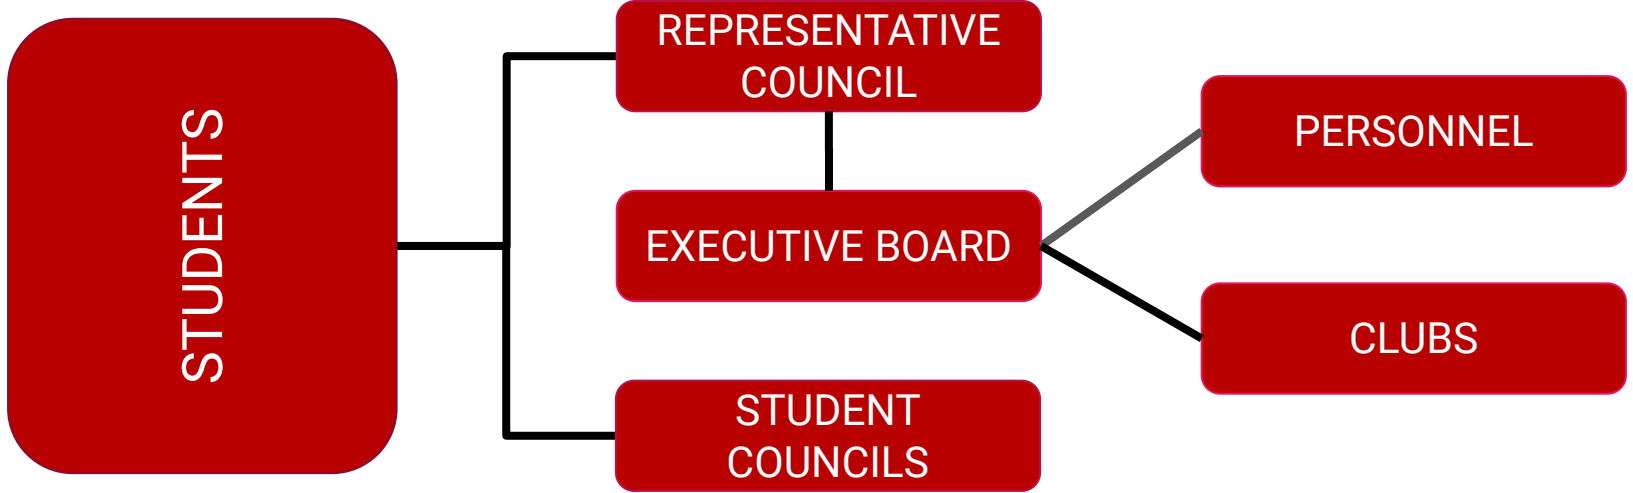 STUDENTS
REPRESENTATIVE
COUNCIL
EXECUTIVE BOARD
STUDENT
COUNCILS
PERSONNEL
CLUBS